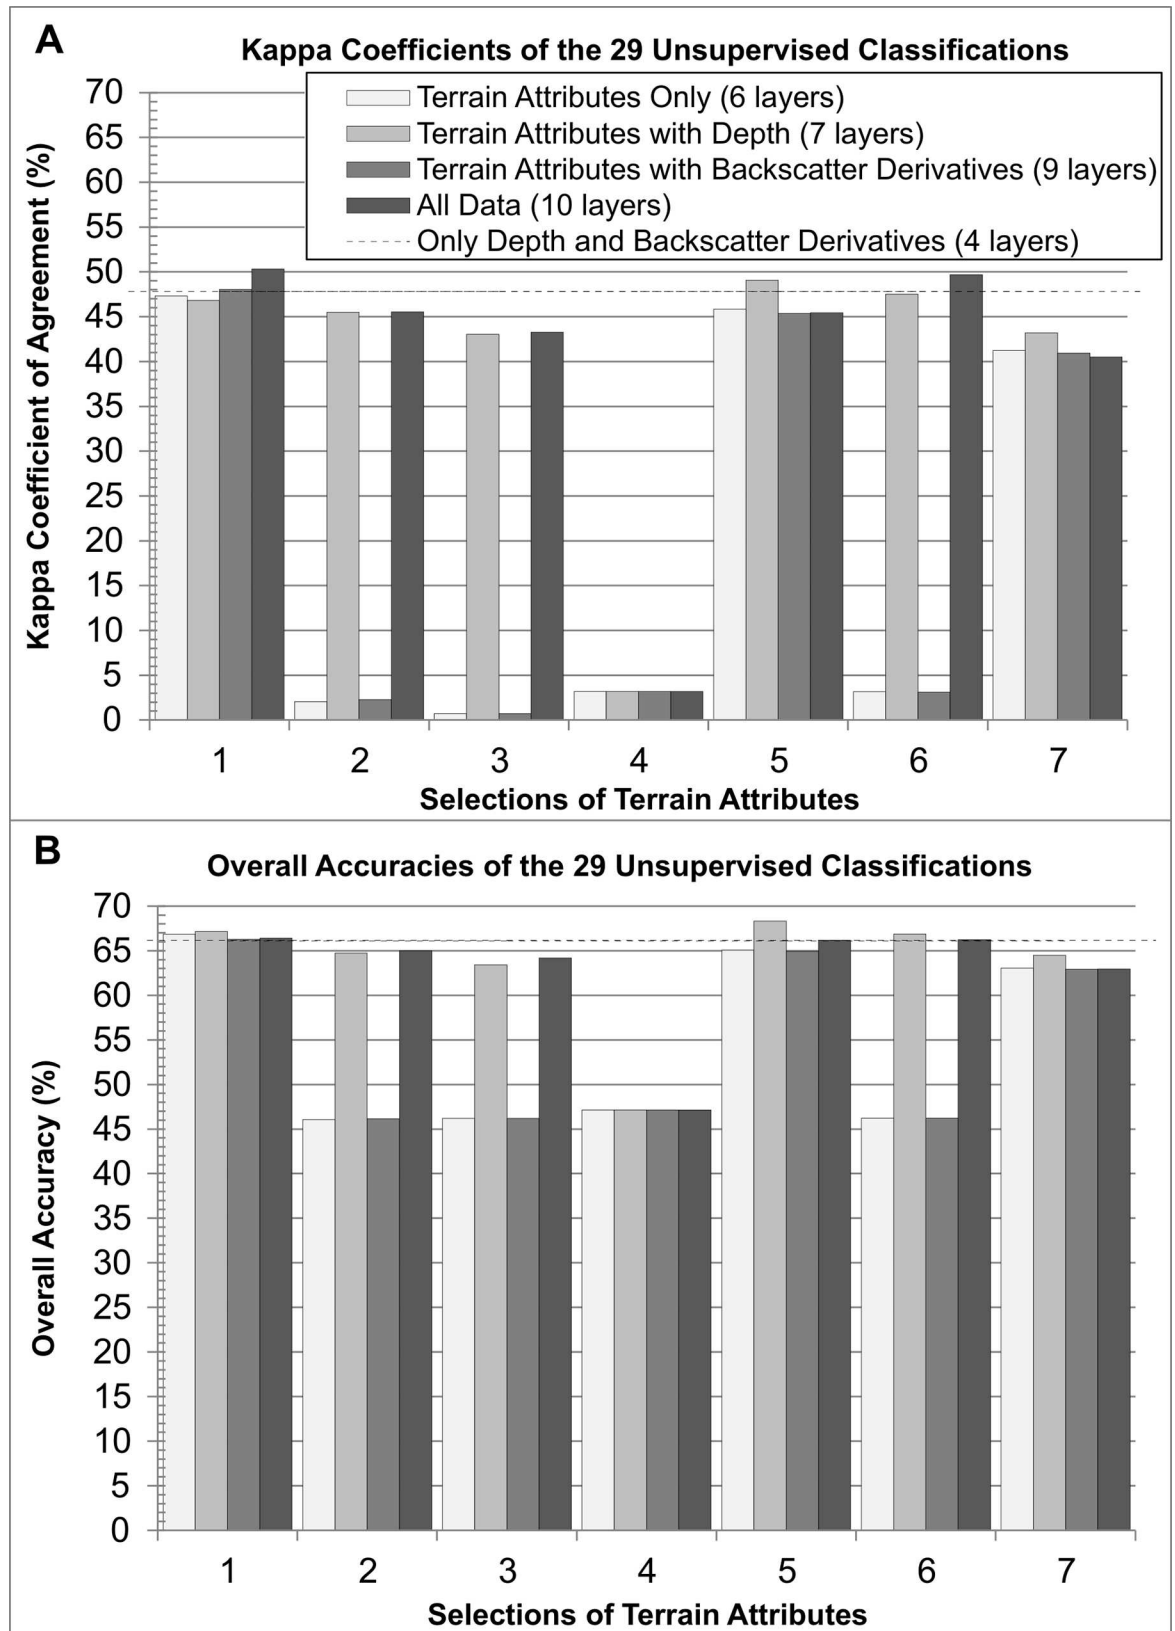 A
Kappa Coefficients of the 29 Unsupervised Classifications
Terrain Attributes Only (6 layers)
Terrain Attributes with Depth (7 layers)
Terrain Attributes with Backscatter Derivatives (9 layers)
All Data (10 layers)
Only Depth and Backscatter Derivatives (4 layers)
Kappa Coefficient of Agreement (%)
70
65
60
55
50
45
40
35
30
25
20
15
10
5
0
1 2 3 4 5 6 7
Selections of Terrain Attributes
B
Overall Accuracies of the 29 Unsupervised Classifications
Overall Accuracy (%)
70
65
60
55
50
45
40
35
30
25
20
15
10
5
0
1 2 3 4 5 6 7
Selections of Terrain Attributes